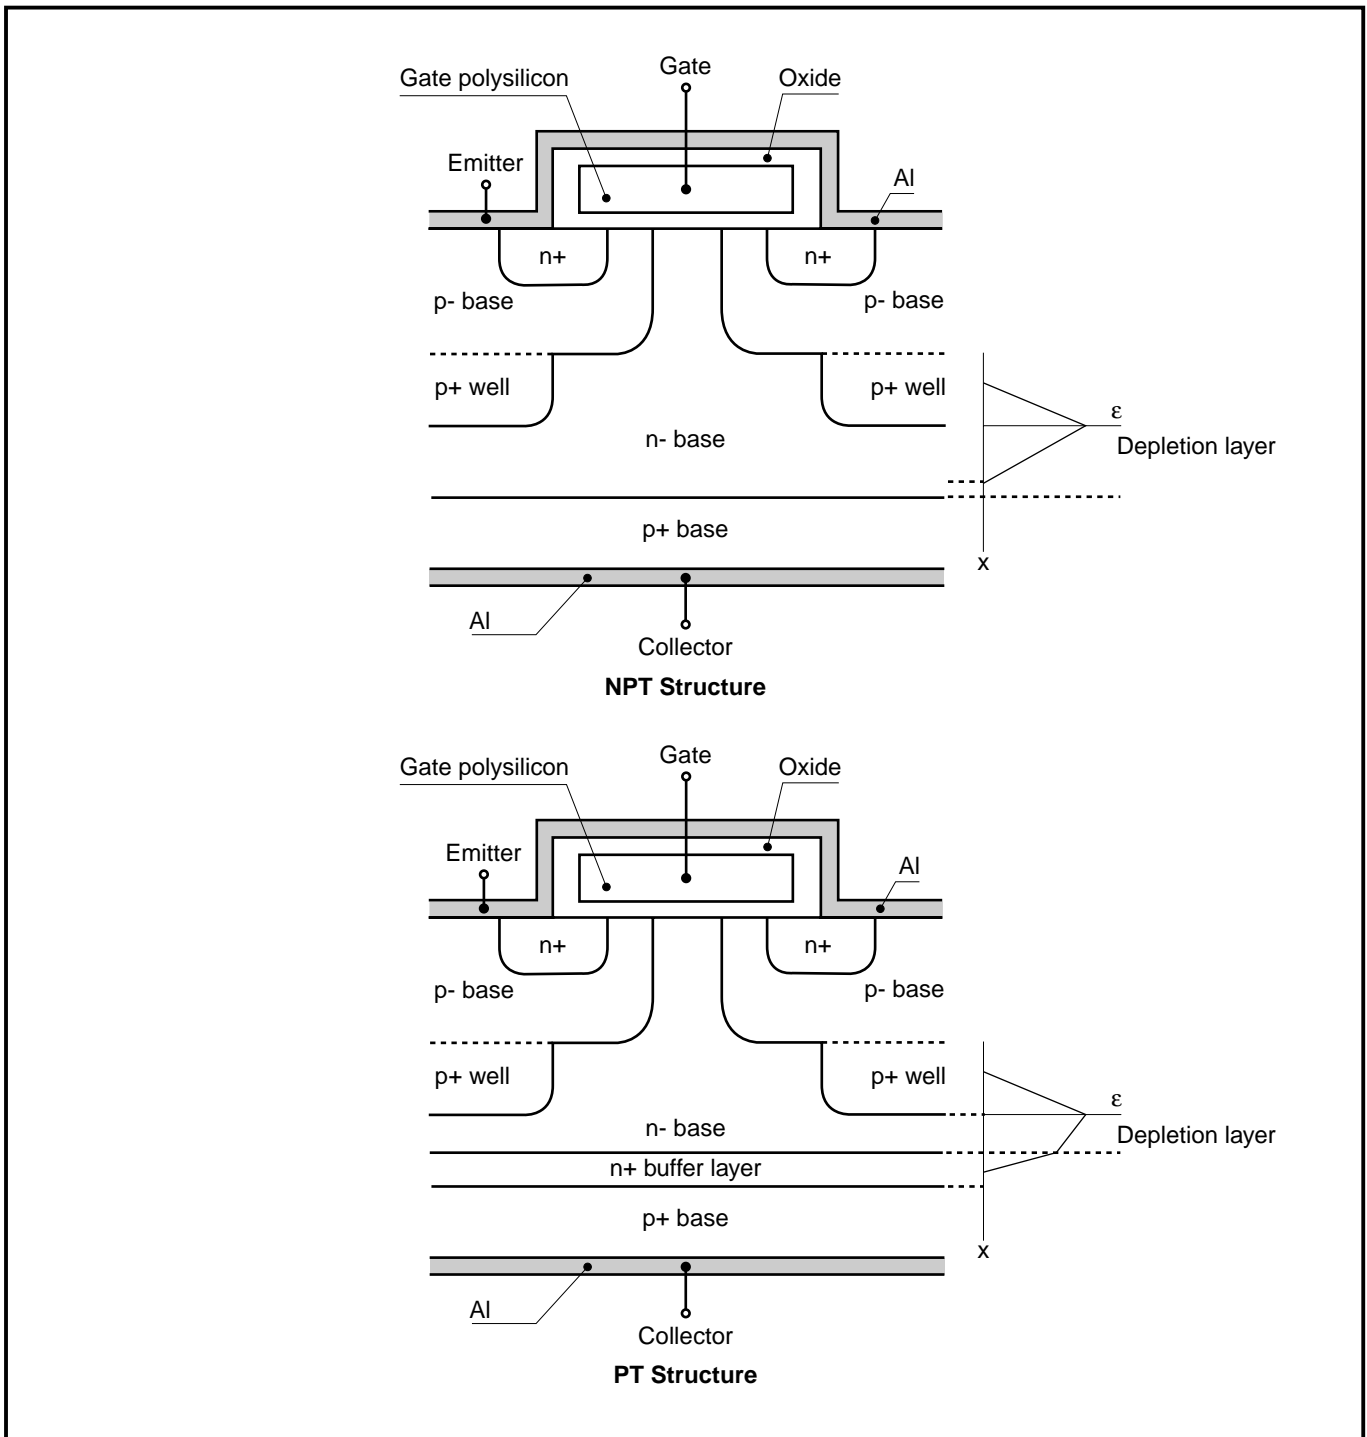 Gate
Gate polysilicon
Oxide
Emitter
Al
n+
n+
p- base
p- base
p+ well
p+ well
ε
n- base
Depletion layer
p+ base
x
Al
Collector
NPT Structure
Gate
Gate polysilicon
Oxide
Emitter
Al
n+
n+
p- base
p- base
p+ well
p+ well
ε
n- base
Depletion layer
n+ buffer layer
p+ base
x
Al
Collector
PT Structure